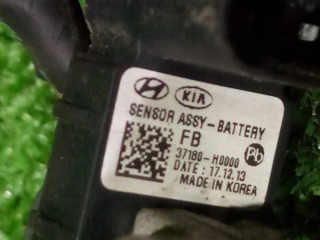 KIA
SENSOR ASSY-BATTERY
FB
37180-H0000
Pb
DATE : 17.12.13
MADE IN KOREA